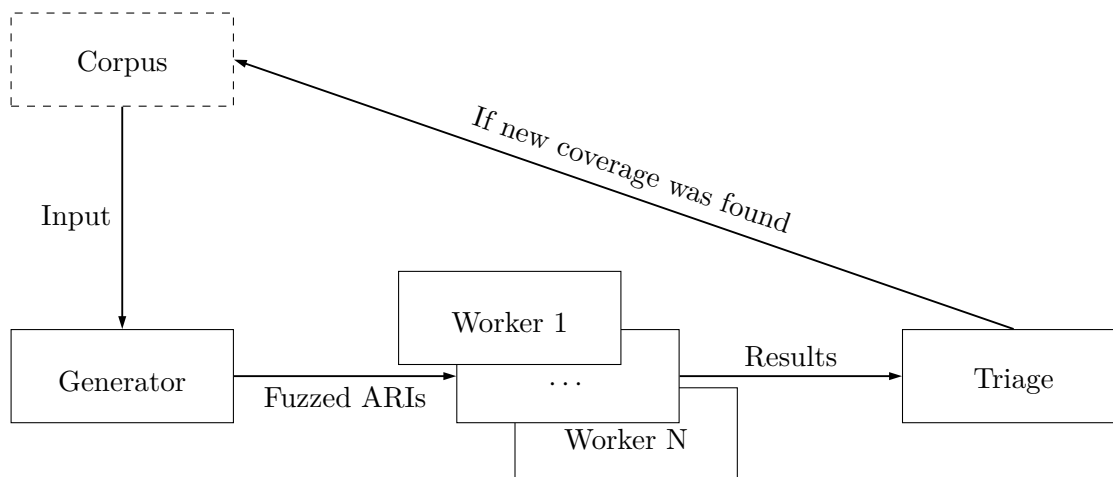 Corpus
If new coverage was found
Input
Worker 1
Generator
Fuzzed ARIs
...
Results
Triage
Worker N